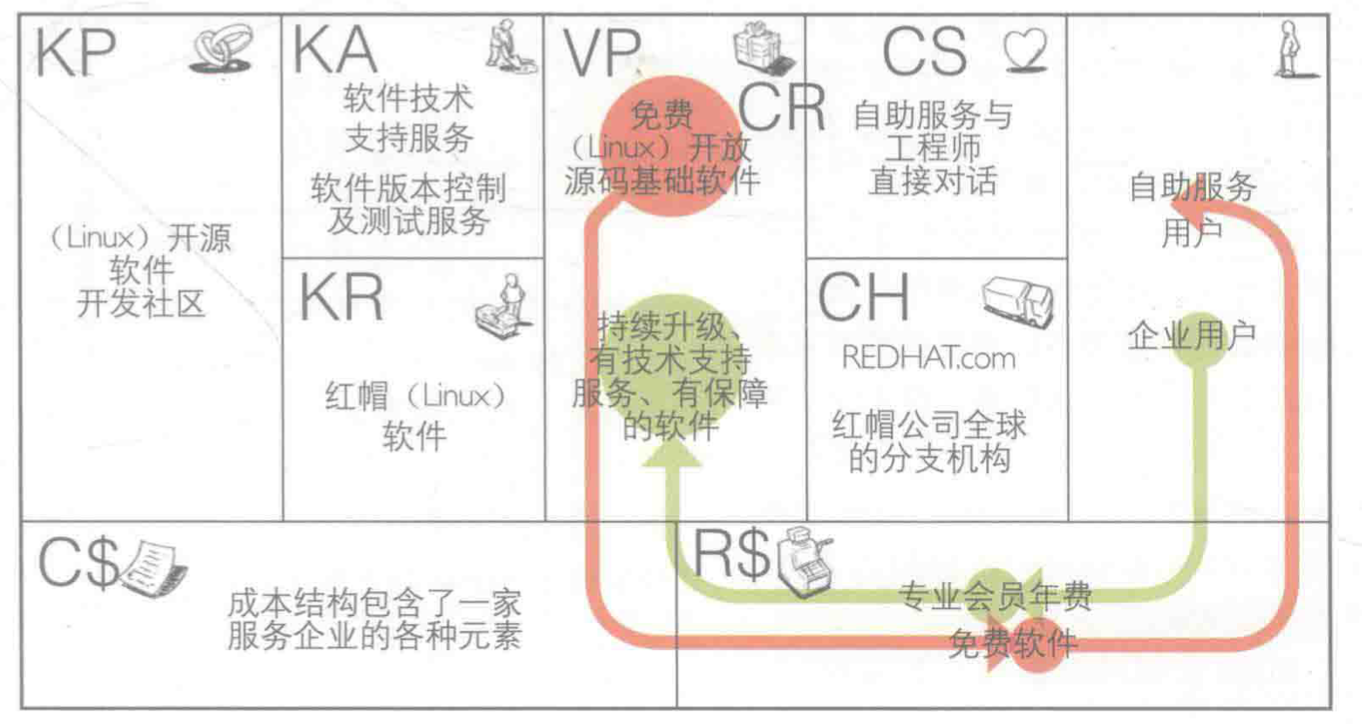 KP
（Linux）开源
软件
开发社区
KA
软件技术
支持服务
软件版本控制
及测试服务
KR
红帽（Linux）
软件
VP
免费
（Linux）开放
源码基础软件
持续升级、
有技术支持
服务、有保障
的软件
CR
CS
自助服务与
工程师
直接对话
CH
REDHAT.com
红帽公司全球
的分支机构
自助服务
用户
企业用户
C$
成本结构包含了一家
服务企业的各种元素
R$
专业会员年费
免费软件